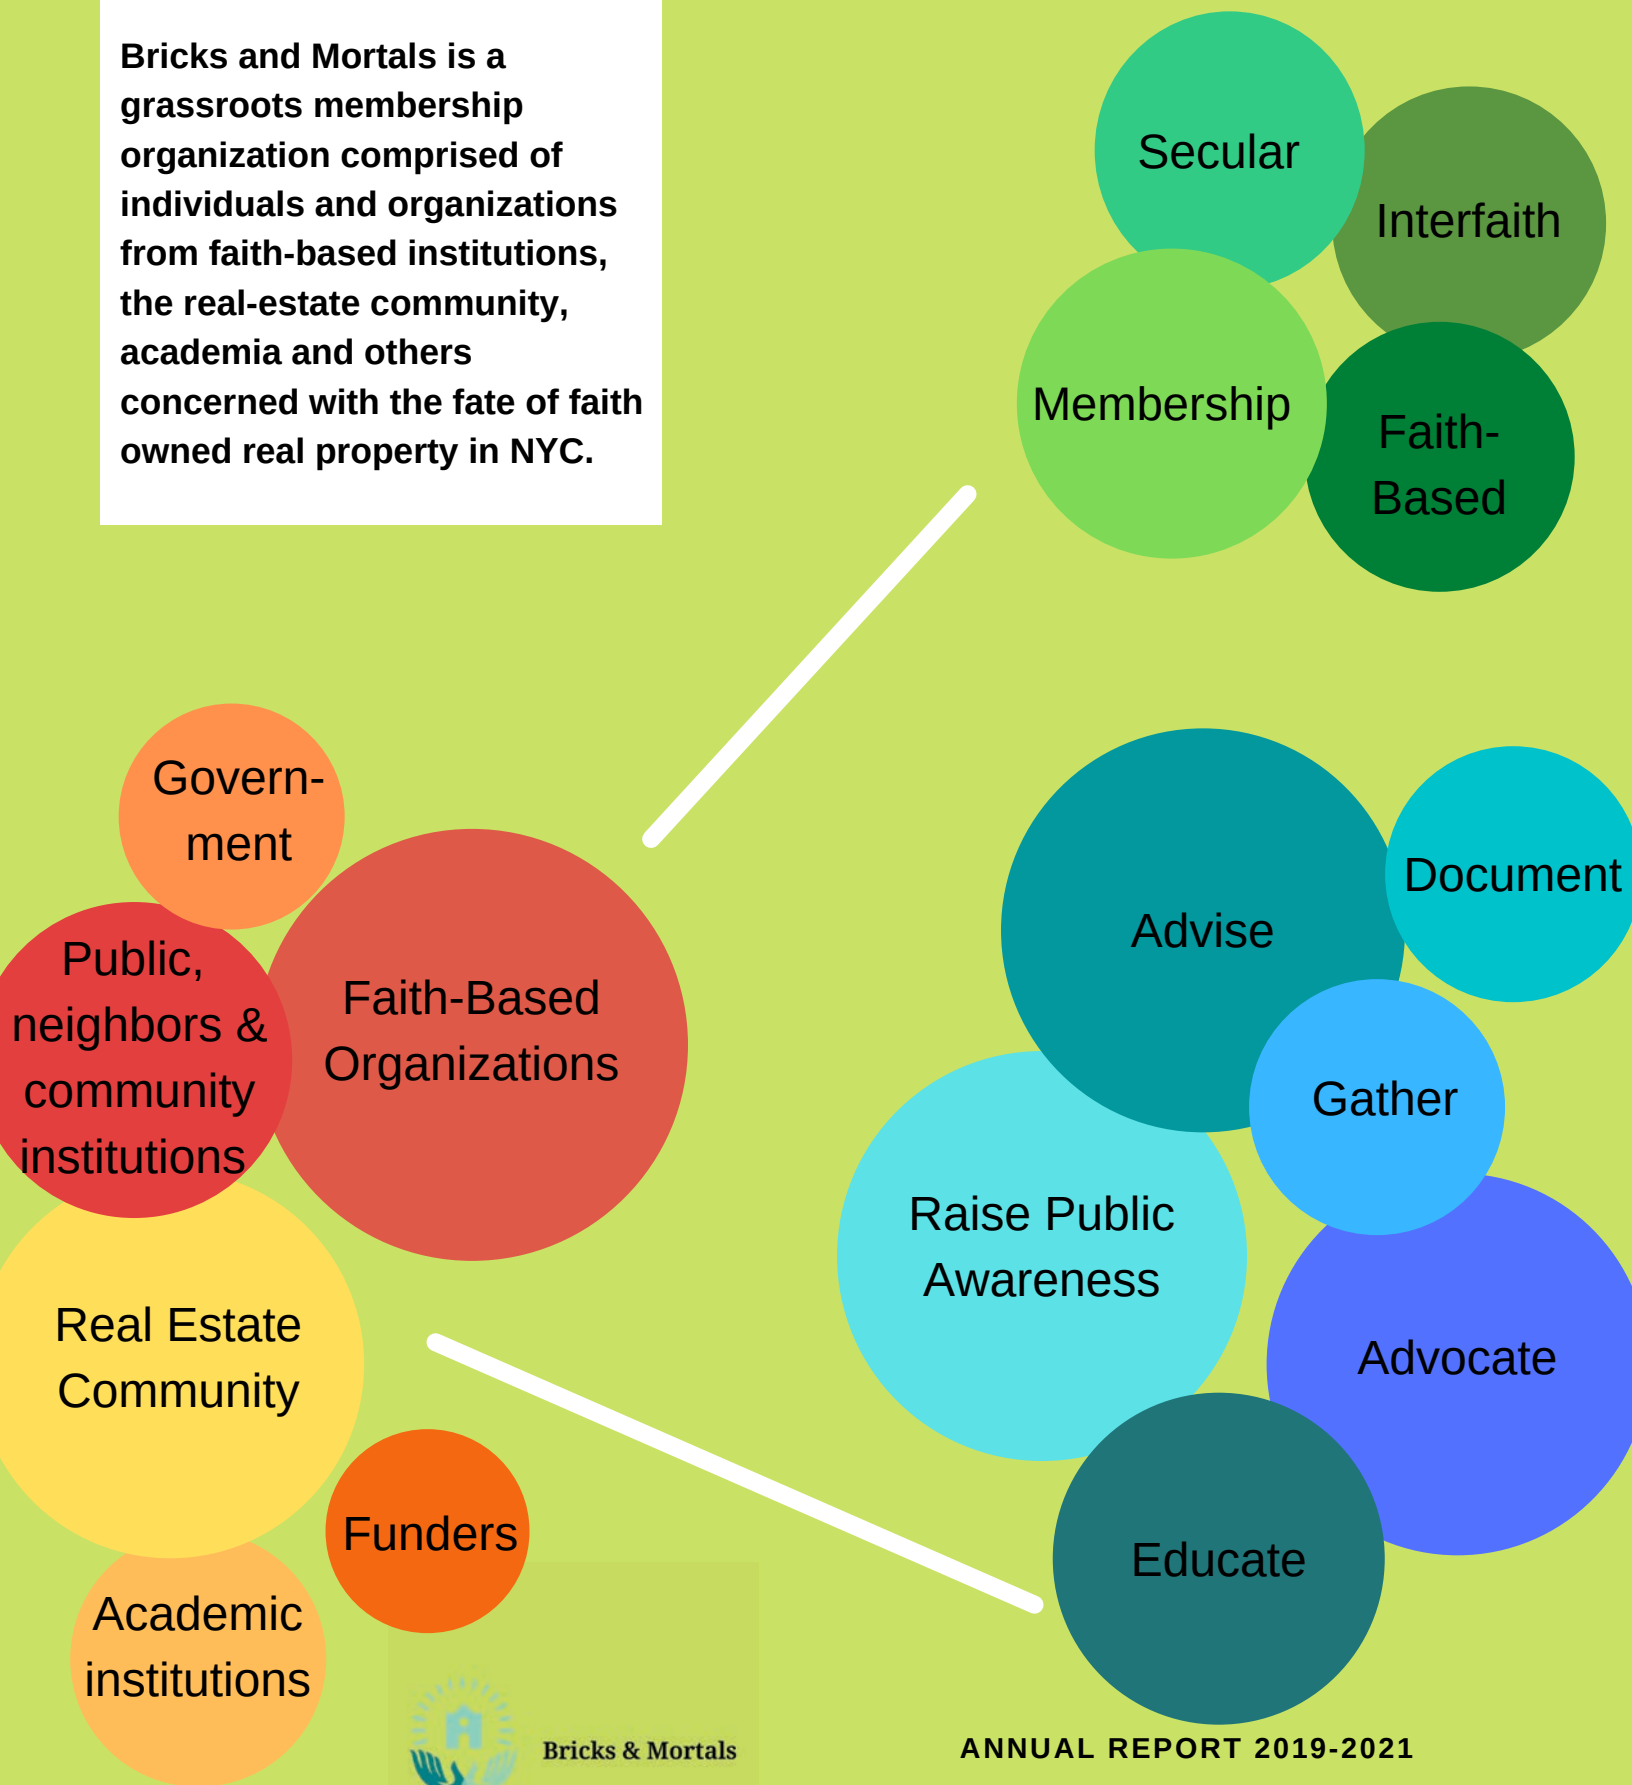 Bricks and Mortals is a
grassroots membership
organization comprised of
individuals and organizations
from faith-based institutions,
the real-estate community,
academia and others
concerned with the fate of faith
owned real property in NYC.
Secular
Interfaith
Membership
Faith-
Based
Govern-
ment
Public,
neighbors &
community
institutions
Faith-Based
Organizations
Real Estate
Community
Funders
Academic
institutions
Advise
Document
Gather
Raise Public
Awareness
Advocate
Educate
Bricks & Mortals
ANNUAL REPORT 2019-2021